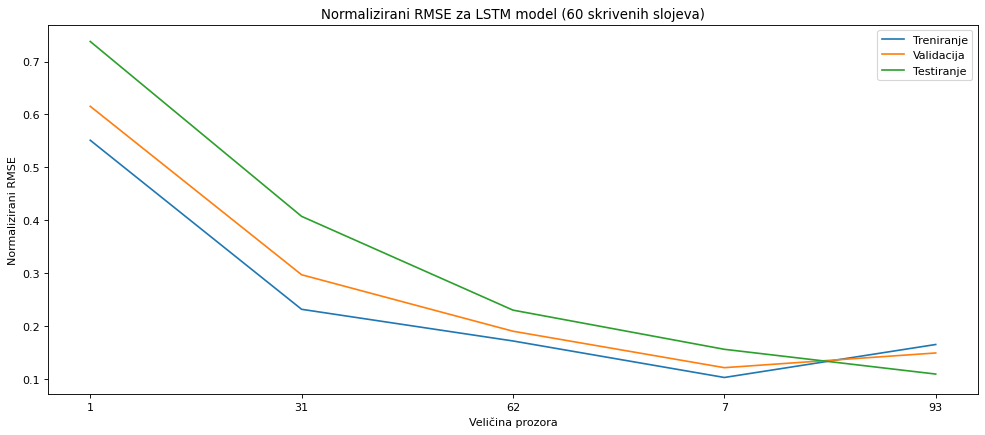 Normalizirani RMSE za LSTM model (60 skrivenih slojeva)
Treniranje
Validacija
Testiranje
Normalizirani RMSE
0.7
0.6
0.5
0.4
0.3
0.2
0.1
1 31 62 7 93
Veličina prozora